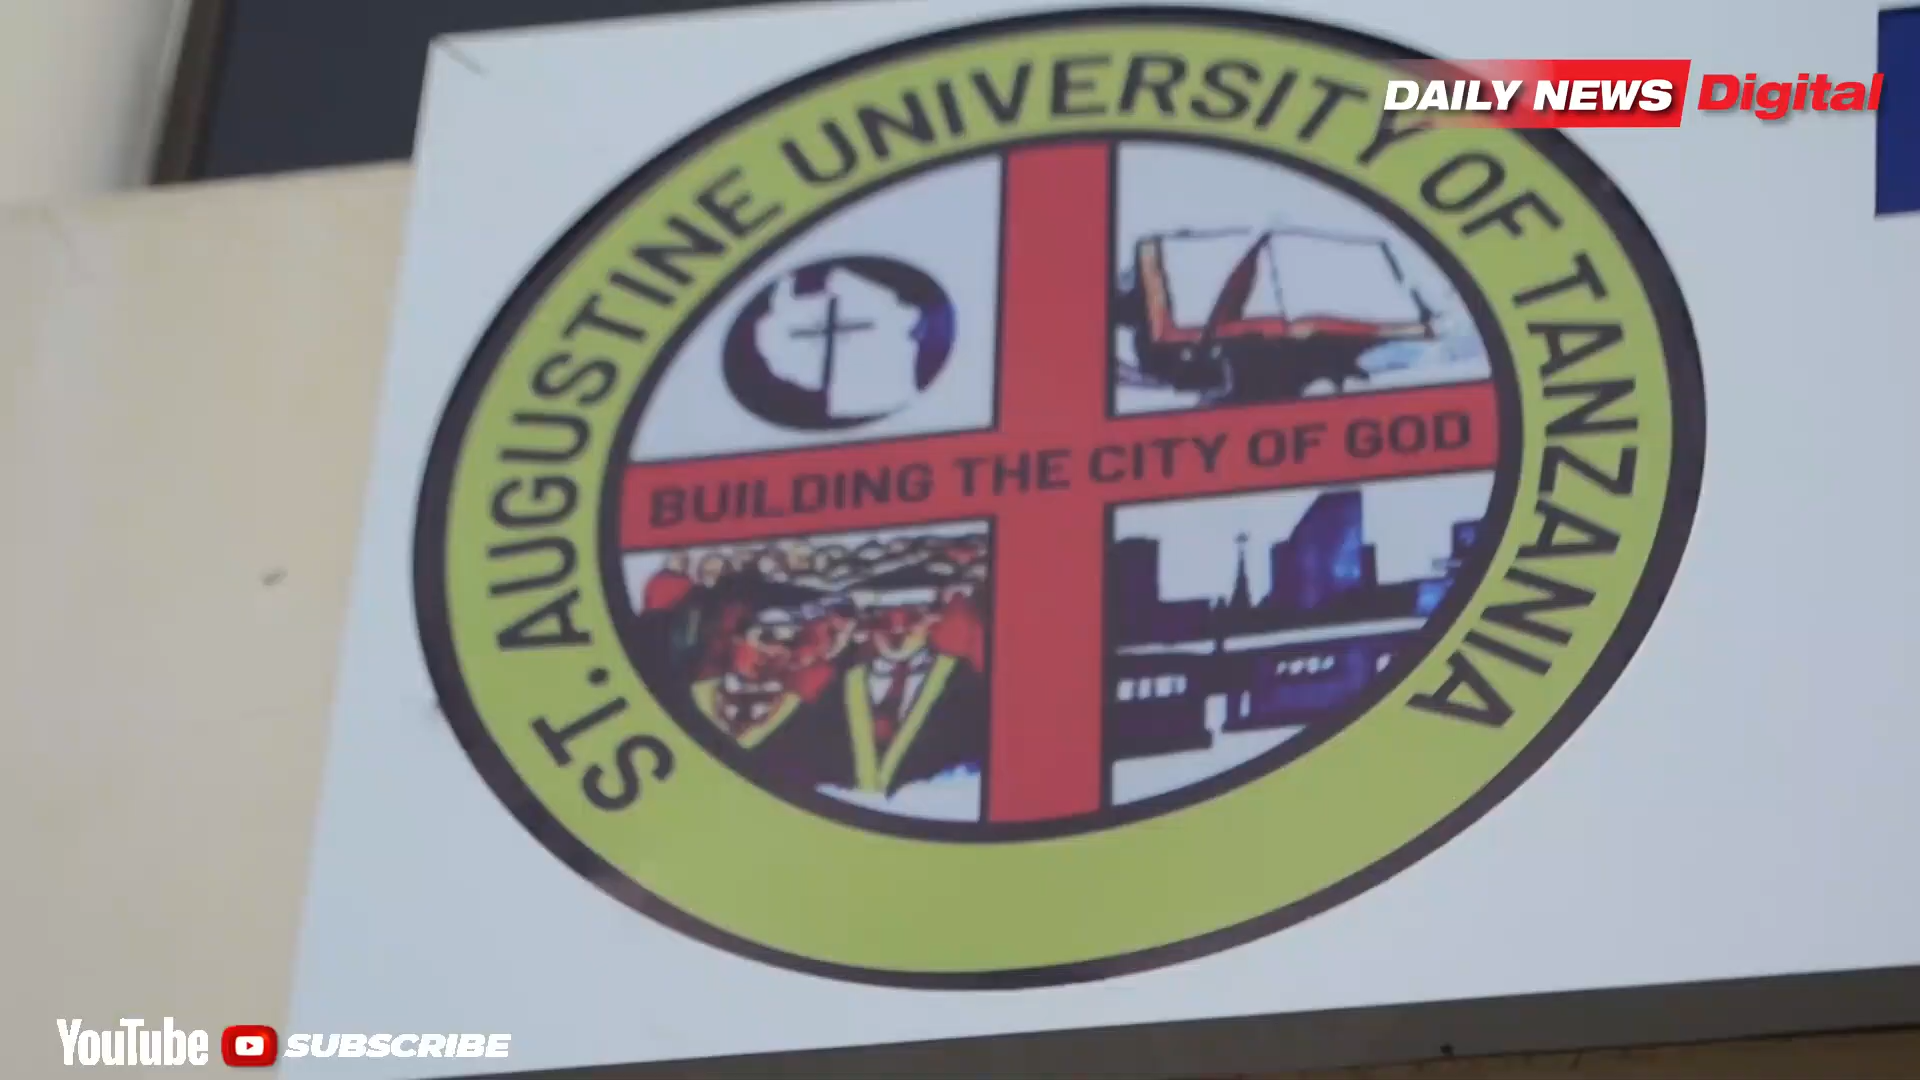 DAILY NEWS Digital
ST. AUGUSTINE UNIVERSITY OF TANZANIA
BUILDING THE CITY OF GOD
YouTube SUBSCRIBE